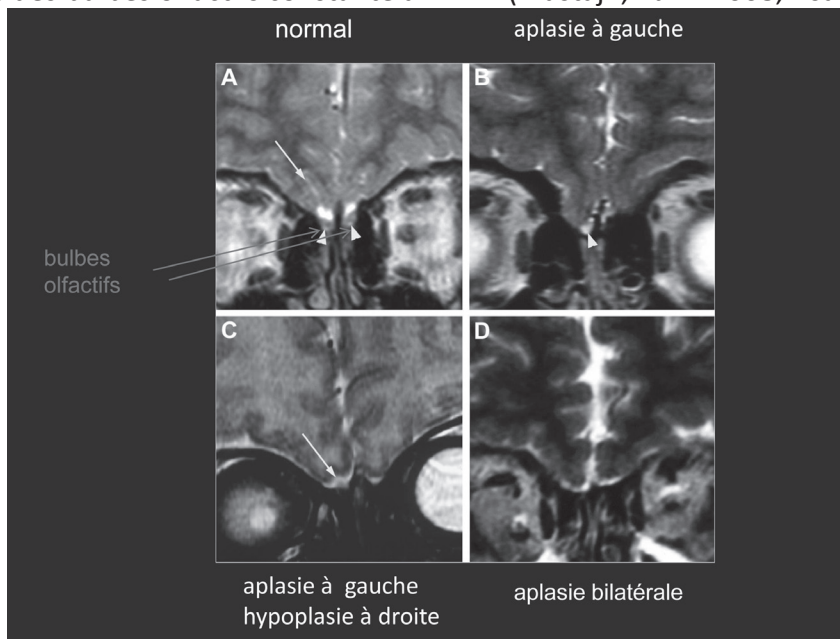 normal
aplasie à gauche
A
B
bulbes
olfactifs
C
D
aplasie à gauche
hypoplasie à droite
aplasie bilatérale